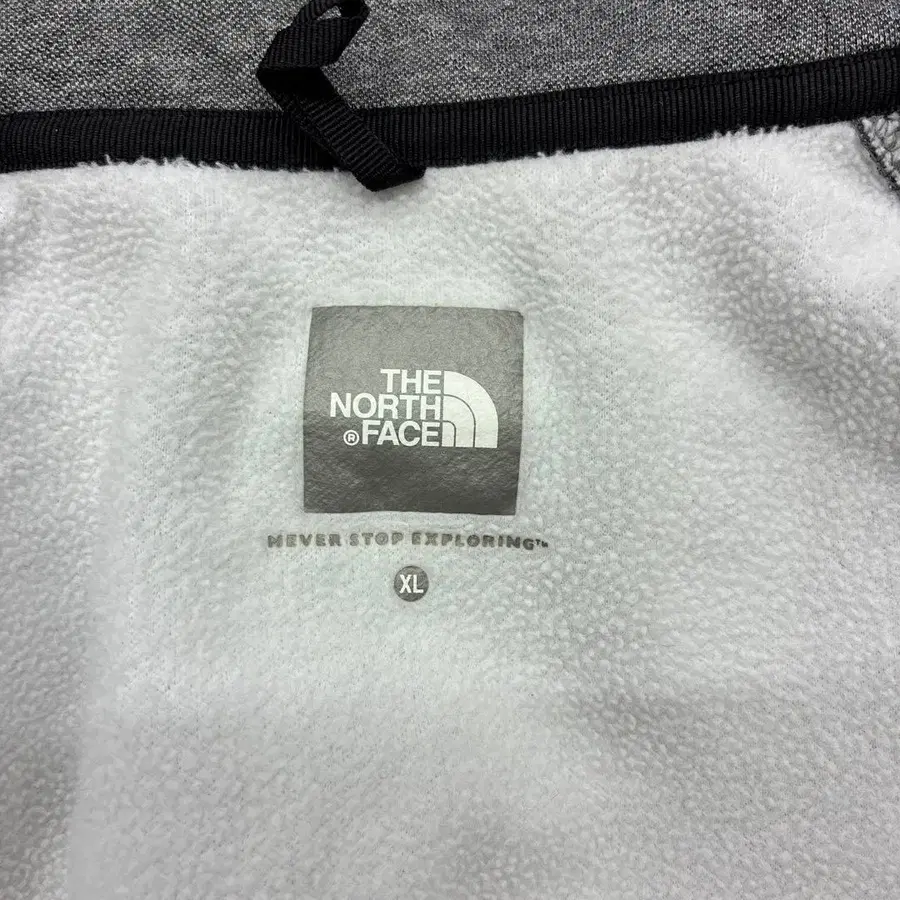 THE
NORTH
® FACE
NEVER STOP EXPLORING™
XL